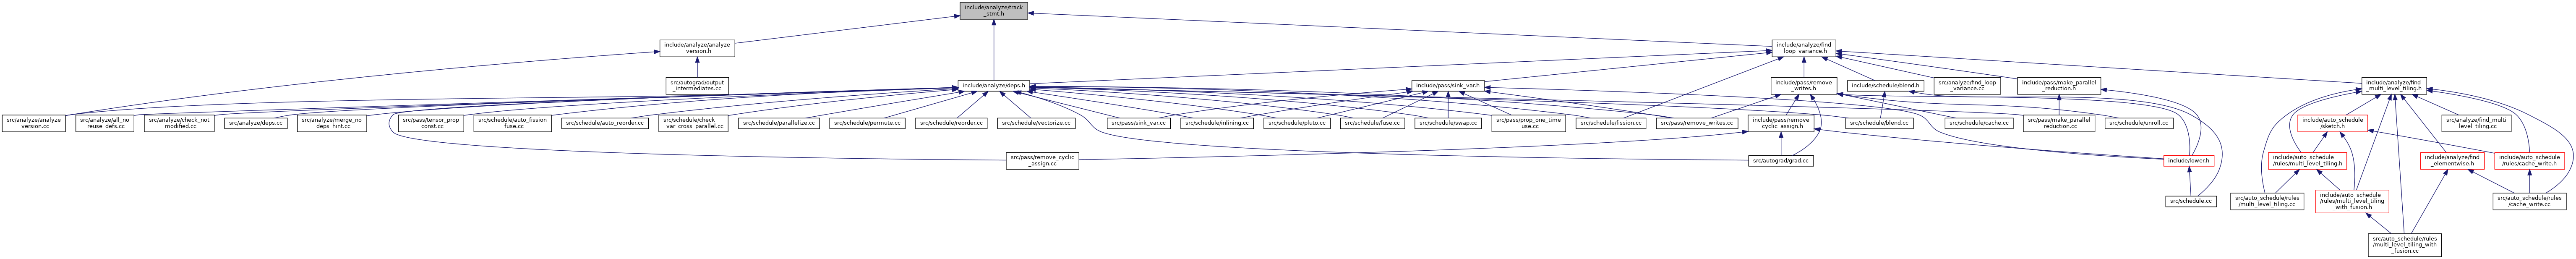 include/analyze/track
_stmt.h
include/analyze/analyze
_version.h
include/analyze/find
_loop_variance.h
src/autograd/output
_intermediates.cc
include/analyze/deps.h
include/pass/sink_var.h
include/pass/remove
_writes.h
include/schedule/blend.h
src/analyze/find_loop
_variance.cc
include/pass/make_parallel
_reduction.h
include/analyze/find
_multi_level_tiling.h
src/analyze/analyze
_version.cc
src/analyze/all_no
_reuse_defs.cc
src/analyze/check_not
_modified.cc
src/analyze/deps.cc
src/analyze/merge_no
_deps_hint.cc
src/pass/tensor_prop
_const.cc
src/schedule/auto_fission
_fuse.cc
src/schedule/auto_reorder.cc
src/schedule/check
_var_cross_parallel.cc
src/schedule/parallelize.cc
src/schedule/permute.cc
src/schedule/reorder.cc
src/schedule/vectorize.cc
src/pass/sink_var.cc
src/schedule/inlining.cc
src/schedule/pluto.cc
src/schedule/fuse.cc
src/schedule/swap.cc
src/pass/prop_one_time
_use.cc
src/schedule/fission.cc
src/pass/remove_writes.cc
include/pass/remove
_cyclic_assign.h
src/schedule/blend.cc
src/schedule/cache.cc
src/pass/make_parallel
_reduction.cc
src/schedule/unroll.cc
include/auto_schedule
/sketch.h
src/analyze/find_multi
_level_tiling.cc
src/pass/remove_cyclic
_assign.cc
src/autograd/grad.cc
include/lower.h
include/auto_schedule
/rules/multi_level_tiling.h
include/analyze/find
_elementwise.h
include/auto_schedule
/rules/cache_write.h
src/schedule.cc
src/auto_schedule/rules
/multi_level_tiling.cc
include/auto_schedule
/rules/multi_level_tiling
_with_fusion.h
src/auto_schedule/rules
/cache_write.cc
src/auto_schedule/rules
/multi_level_tiling_with
_fusion.cc